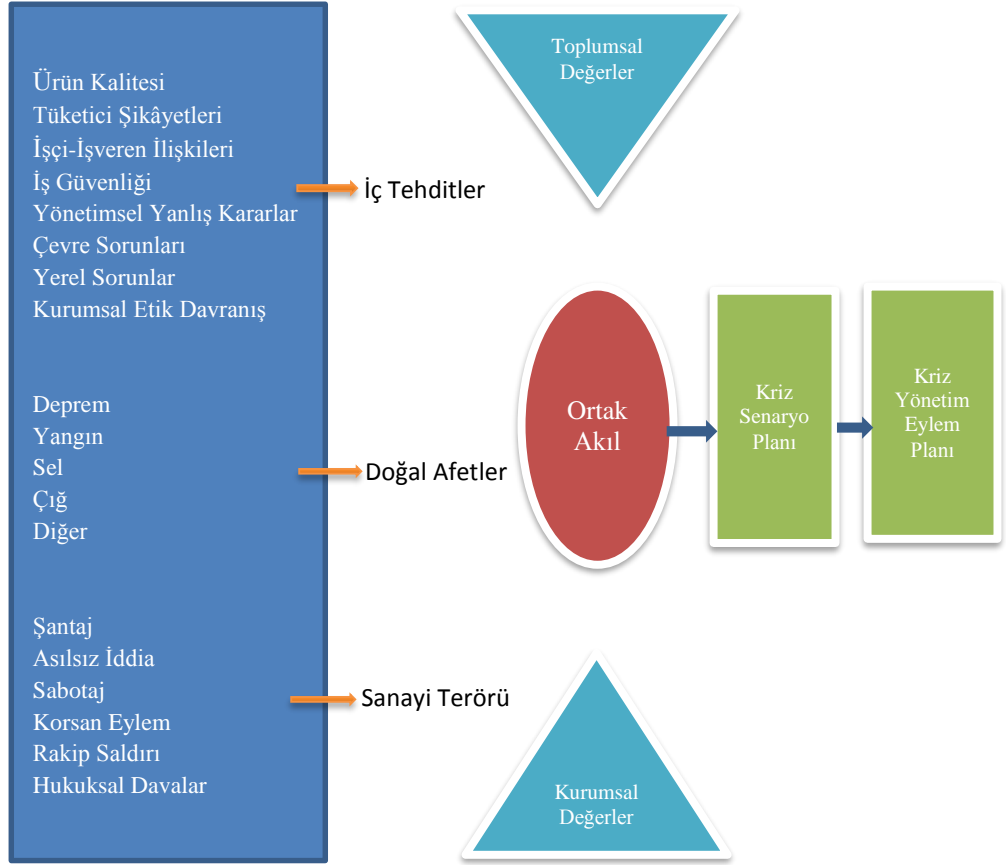 Ürün Kalitesi
Tüketici Şikâyetleri
İşçi-İşveren İlişkileri
İş Güvenliği
Yönetimsel Yanlış Kararlar
Çevre Sorunları
Yerel Sorunlar
Kurumsal Etik Davranış
Deprem
Yangın
Sel
Çığ
Diğer
Şantaj
Asılsız İddia
Sabotaj
Korsan Eylem
Rakip Saldırı
Hukuksal Davalar
İç Tehditler
Doğal Afetler
Sanayi Terörü
Toplumsal
Değerler
Ortak
Akıl
Kriz
Senaryo
Planı
Kriz
Yönetim
Eylem
Planı
Kurumsal
Değerler